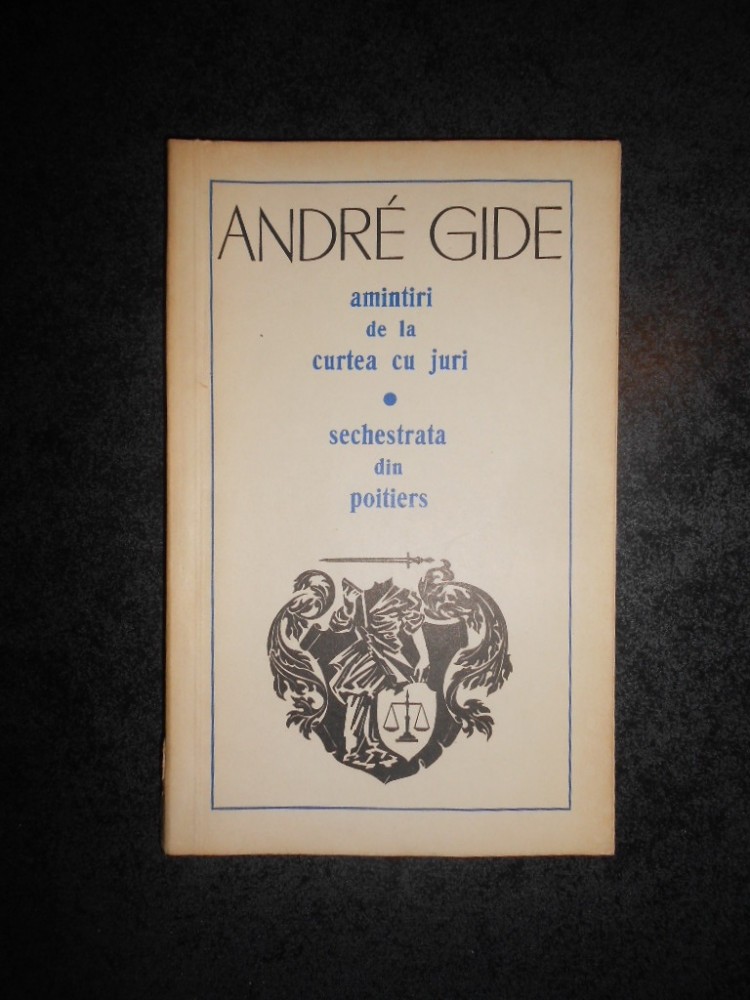 ANDRÉ GIDE
amintiri
de la
curtea cu juri
•
sechestrata
din
poitiers